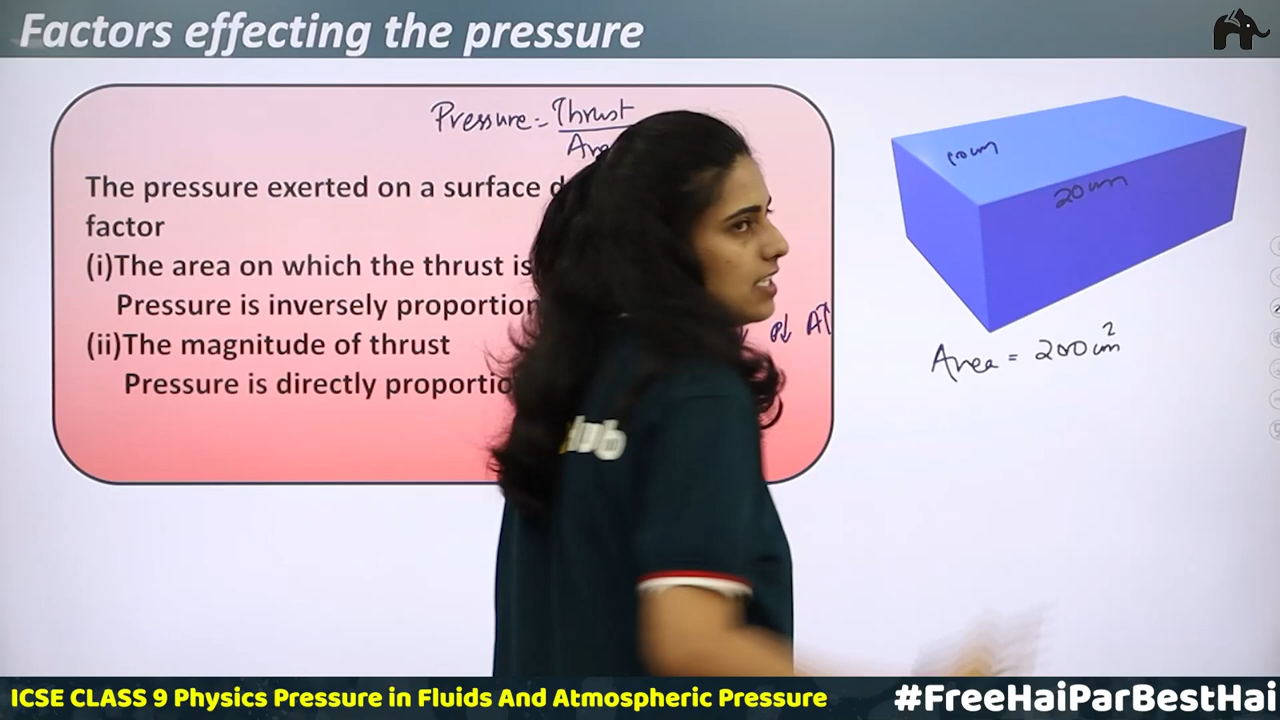 Factors effecting the pressure
Pressure = Thrust
The pressure exerted on a surface d
factor
(i)The area on which the thrust is
Pressure is inversely proportion
(ii)The magnitude of thrust
Pressure is directly proportio
P↓ A↑
10cm
20cm
Area = 200cm²
Hub
ICSE CLASS 9 Physics Pressure in Fluids And Atmospheric Pressure
#FreeHaiParBestHai